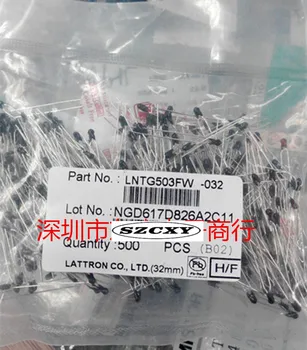 Part No. : LNTG503FW -032
Lot No. : NGD617D826A2C11
深圳市 SZCXY 商行
Quantity : 500 PCS (B02)
LATTRON CO., LTD. (32mm)
Pb
H/F